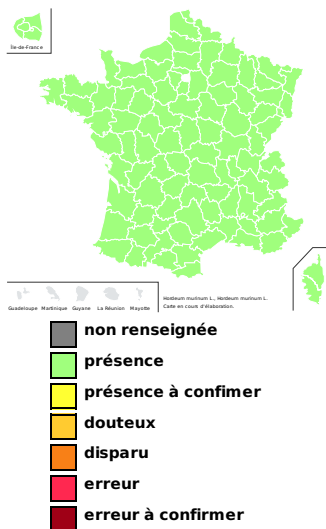 Île-de-France
Guadeloupe Martinique Guyane La Réunion Mayotte
Hordeum murinum L., Hordeum murinum L.
Carte en cours d'élaboration.
non renseignée
présence
présence à confimer
douteux
disparu
erreur
erreur à confirmer